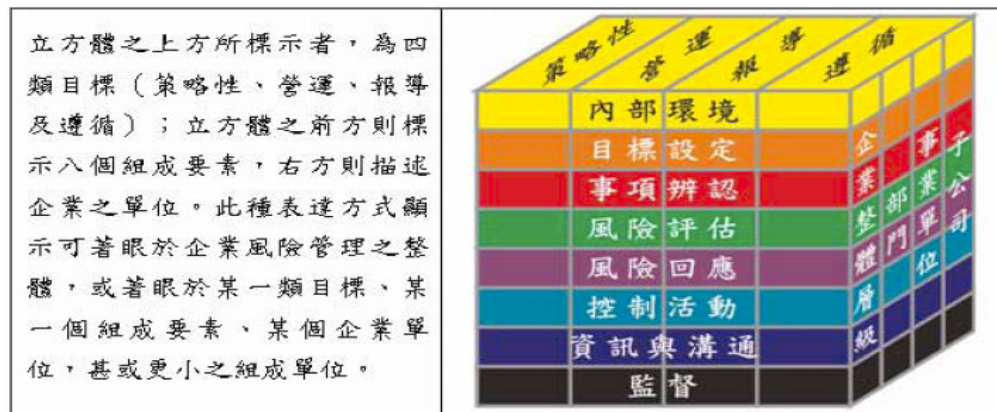 立方體之上方所標示者，為四
類目標（策略性、營運、報導
及遵循）；立方體之前方則標
示八個組成要素，右方則描述
企業之單位。此種表達方式顯
示可著眼於企業風險管理之整
體，或著眼於某一類目標、某
一個組成要素、某個企業單
位，甚或更小之組成單位。
策略性
營運
報導
遵循
內部環境
目標設定
事項辨認
風險評估
風險回應
控制活動
資訊與溝通
監督
企業整體層級
部門
事業單位
子公司